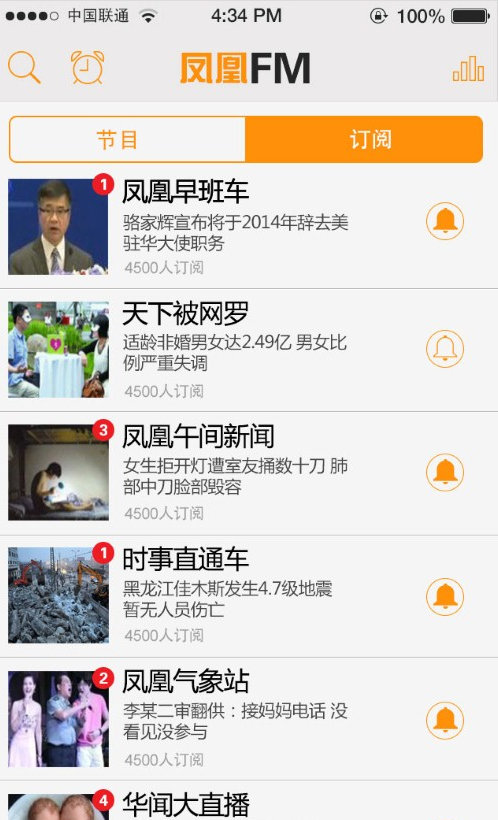 中国联通 4:34 PM 100%
凤凰FM
节目 订阅
1 凤凰早班车
骆家辉宣布将于2014年辞去美
驻华大使职务
4500人订阅
天下被网罗
适龄非婚男女达2.49亿 男女比
例严重失调
4500人订阅
3 凤凰午间新闻
女生拒开灯遭室友捅数十刀 肺
部中刀脸部毁容
4500人订阅
1 时事直通车
黑龙江佳木斯发生4.7级地震
暂无人员伤亡
4500人订阅
2 凤凰气象站
李某二审翻供：接妈妈电话 没
看见没参与
4500人订阅
4 华闻大直播